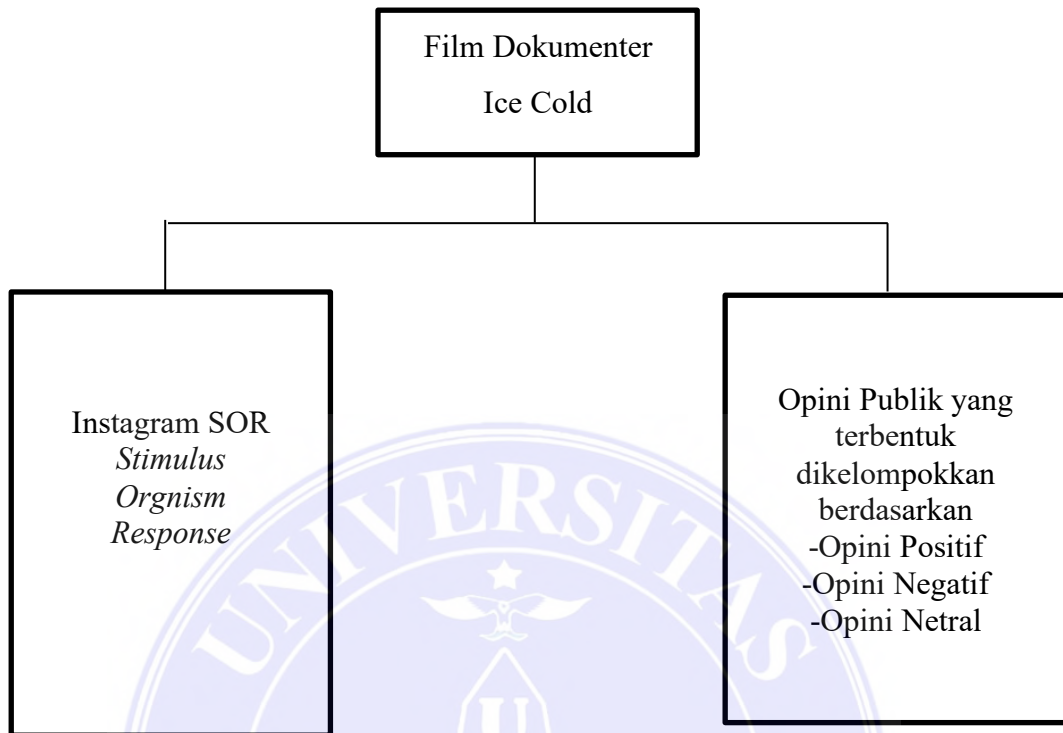 Film Dokumenter
Ice Cold
Instagram SOR
Stimulus
Orgnism
Response
Opini Publik yang
terbentuk
dikelompokkan
berdasarkan
-Opini Positif
-Opini Negatif
-Opini Netral
UNIVERSITAS
U